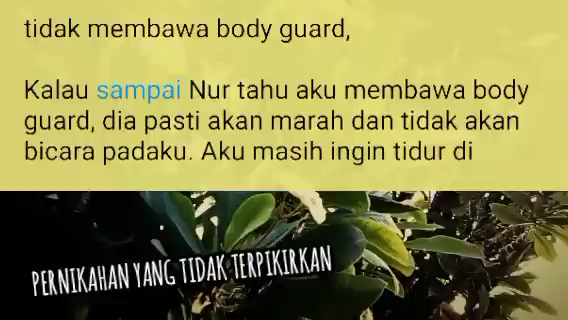 tidak membawa body guard,
Kalau sampai Nur tahu aku membawa body
guard, dia pasti akan marah dan tidak akan
bicara padaku. Aku masih ingin tidur di
PERNIKAHAN YANG TIDAK TERPIKIRKAN